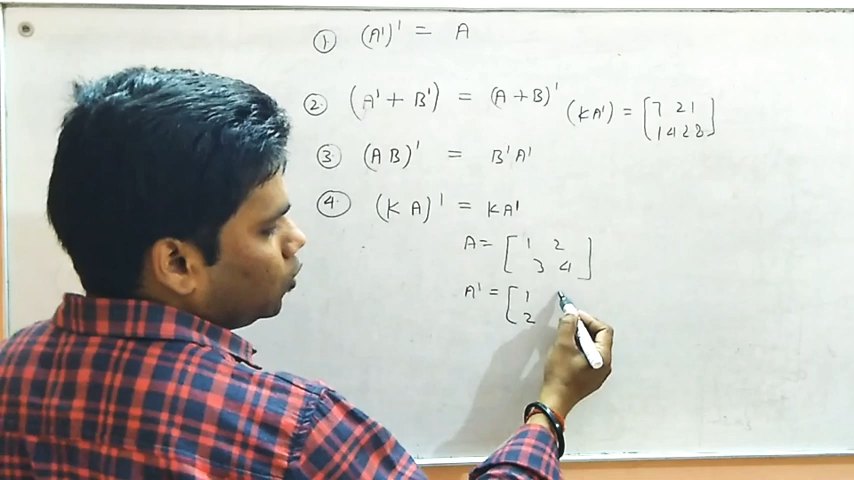 1. (A')' = A
2. (A' + B') = (A + B)'
(KA') = [7 21
14 28]
3. (AB)' = B'A'
4. (KA)' = KA'
A = [1 2
3 4]
A' = [1
2